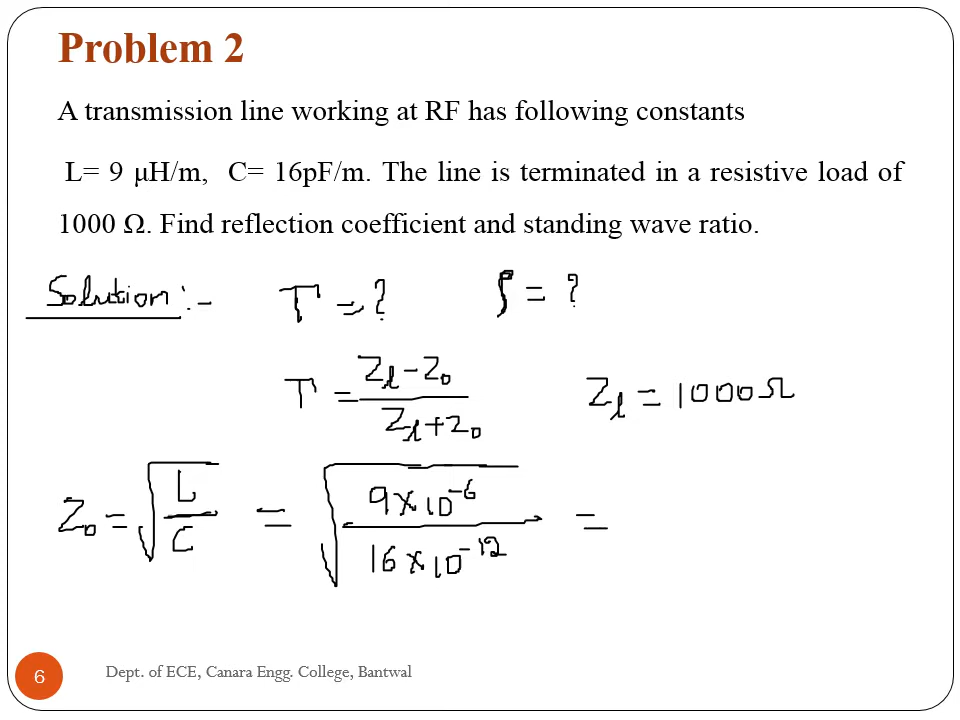 Problem 2
A transmission line working at RF has following constants
L= 9 μH/m, C= 16pF/m. The line is terminated in a resistive load of
1000 Ω. Find reflection coefficient and standing wave ratio.
Solution:- T = ? ρ = ?
T = (Zl - Z0) / (Zl + Z0) Zl = 1000Ω
Z0 = √(L/C) = √(9×10^-6 / 16×10^-12) =
6
Dept. of ECE, Canara Engg. College, Bantwal